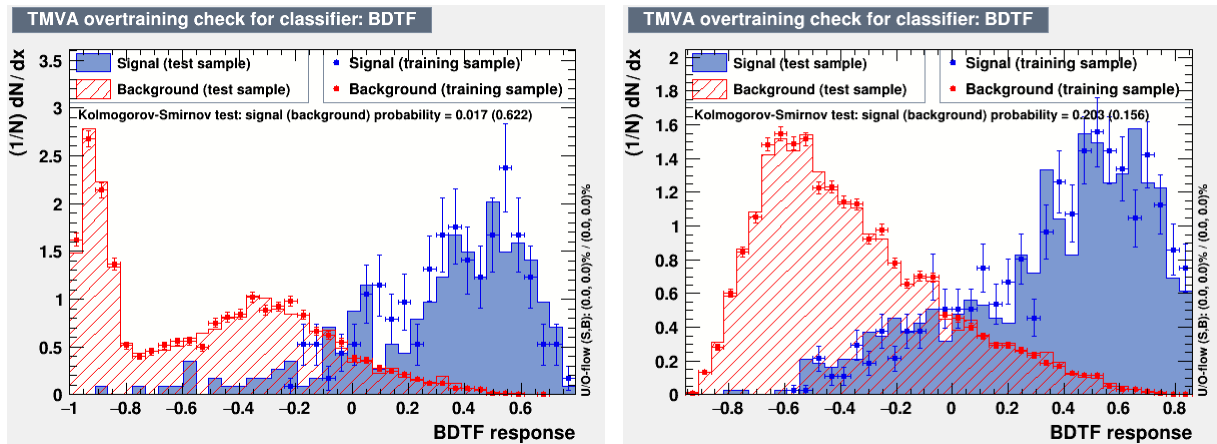 TMVA overtraining check for classifier: BDTF
(1/N) dN / dx
3.5
3
2.5
2
1.5
1
0.5
0
Signal (test sample)
Background (test sample)
Signal (training sample)
Background (training sample)
Kolmogorov-Smirnov test: signal (background) probability = 0.017 (0.622)
U/O-flow (S,B): (0.0, 0.0)% / (0.0, 0.0)%
−1 −0.8 −0.6 −0.4 −0.2 0 0.2 0.4 0.6
BDTF response
TMVA overtraining check for classifier: BDTF
(1/N) dN / dx
2
1.8
1.6
1.4
1.2
1
0.8
0.6
0.4
0.2
0
Signal (test sample)
Background (test sample)
Signal (training sample)
Background (training sample)
Kolmogorov-Smirnov test: signal (background) probability = 0.203 (0.156)
U/O-flow (S,B): (0.0, 0.0)% / (0.0, 0.0)%
−0.8 −0.6 −0.4 −0.2 0 0.2 0.4 0.6 0.8
BDTF response